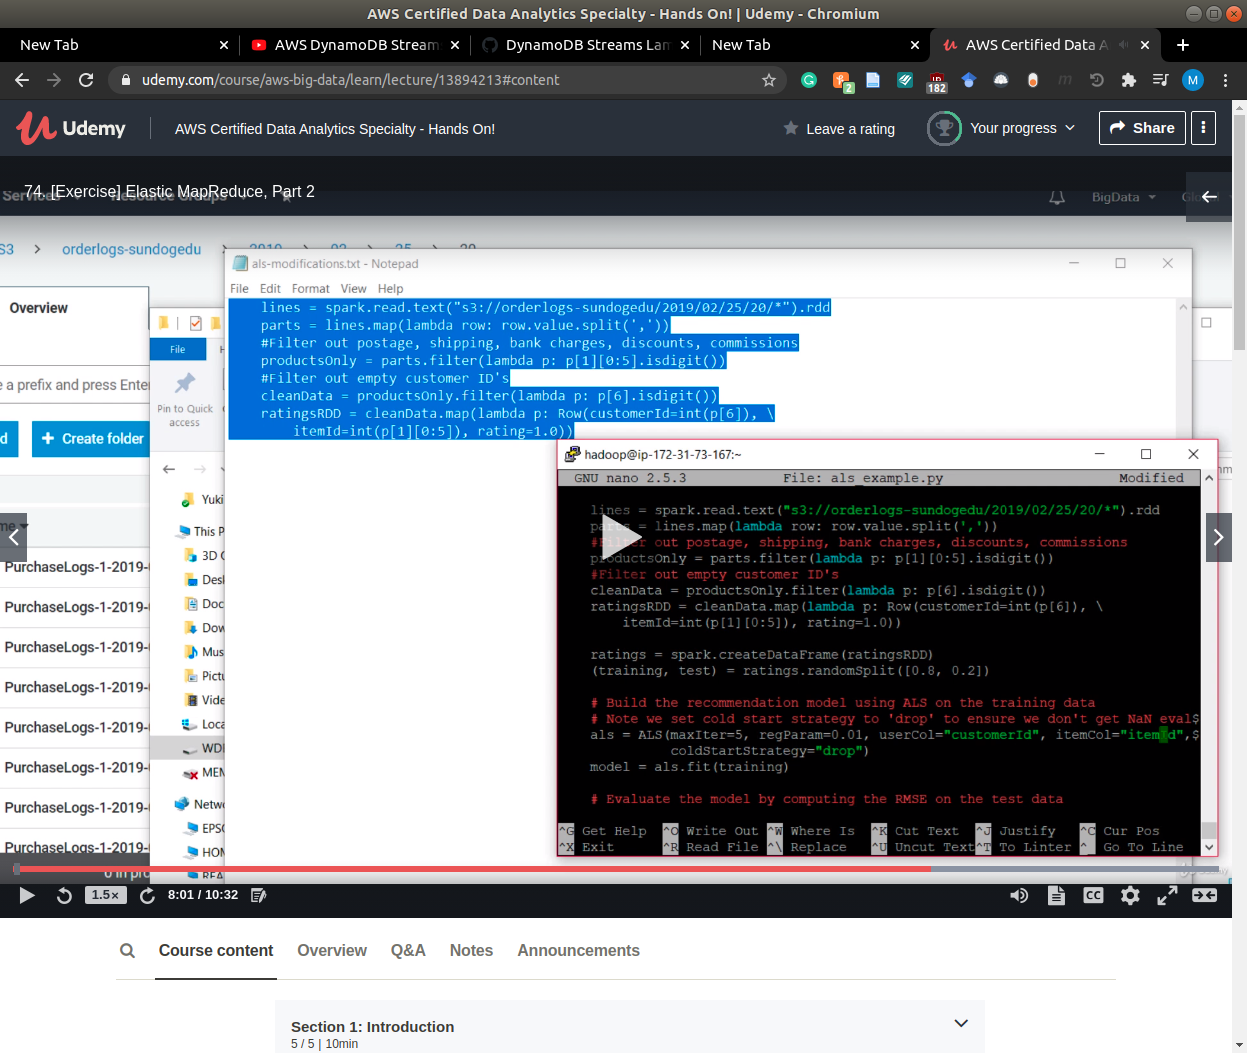 AWS Certified Data Analytics Specialty - Hands On! | Udemy - Chromium
New Tab
AWS DynamoDB Stream
DynamoDB Streams Lam
New Tab
AWS Certified Data A
udemy.com/course/aws-big-data/learn/lecture/13894213#content
2
182
M
Udemy
AWS Certified Data Analytics Specialty - Hands On!
Leave a rating
Your progress
Share
74. [Exercise] Elastic MapReduce, Part 2
Services
Resource Groups
BigData
S3 > orderlogs-sundogedu > 2019 > 02 > 25 > 20
Overview
e a prefix and press Enter
d
+ Create folder
File
Pin to Quick
access
Yuki
This P
3D
Desk
Doc
Dow
Mus
Pictu
Vide
Loca
WD
MEM
Netwo
EPS
HOM
REA
PurchaseLogs-1-2019-
PurchaseLogs-1-2019-
PurchaseLogs-1-2019-
PurchaseLogs-1-2019-
PurchaseLogs-1-2019-
PurchaseLogs-1-2019-
PurchaseLogs-1-2019-
PurchaseLogs-1-2019-
als-modifications.txt - Notepad
File Edit Format View Help
lines = spark.read.text("s3://orderlogs-sundogedu/2019/02/25/20/*").rdd
parts = lines.map(lambda row: row.value.split(','))
#Filter out postage, shipping, bank charges, discounts, commissions
productsOnly = parts.filter(lambda p: p[1][0:5].isdigit())
#Filter out empty customer ID's
cleanData = productsOnly.filter(lambda p: p[6].isdigit())
ratingsRDD = cleanData.map(lambda p: Row(customerId=int(p[6]), \
itemId=int(p[1][0:5]), rating=1.0))
hadoop@ip-172-31-73-167:~
GNU nano 2.5.3 File: als_example.py Modified
lines = spark.read.text("s3://orderlogs-sundogedu/2019/02/25/20/*").rdd
parts = lines.map(lambda row: row.value.split(','))
#Filter out postage, shipping, bank charges, discounts, commissions
productsOnly = parts.filter(lambda p: p[1][0:5].isdigit())
#Filter out empty customer ID's
cleanData = productsOnly.filter(lambda p: p[6].isdigit())
ratingsRDD = cleanData.map(lambda p: Row(customerId=int(p[6]), \
itemId=int(p[1][0:5]), rating=1.0))
ratings = spark.createDataFrame(ratingsRDD)
(training, test) = ratings.randomSplit([0.8, 0.2])
# Build the recommendation model using ALS on the training data
# Note we set cold start strategy to 'drop' to ensure we don't get NaN eval$
als = ALS(maxIter=5, regParam=0.01, userCol="customerId", itemCol="itemId",$
coldStartStrategy="drop")
model = als.fit(training)
# Evaluate the model by computing the RMSE on the test data
^G Get Help ^O Write Out ^W Where Is ^K Cut Text ^J Justify ^C Cur Pos
^X Exit ^R Read File ^\ Replace ^U Uncut Text ^T To Linter ^_ Go To Line
1.5×
8:01 / 10:32
CC
Course content
Overview
Q&A
Notes
Announcements
Section 1: Introduction
5 / 5 | 10min